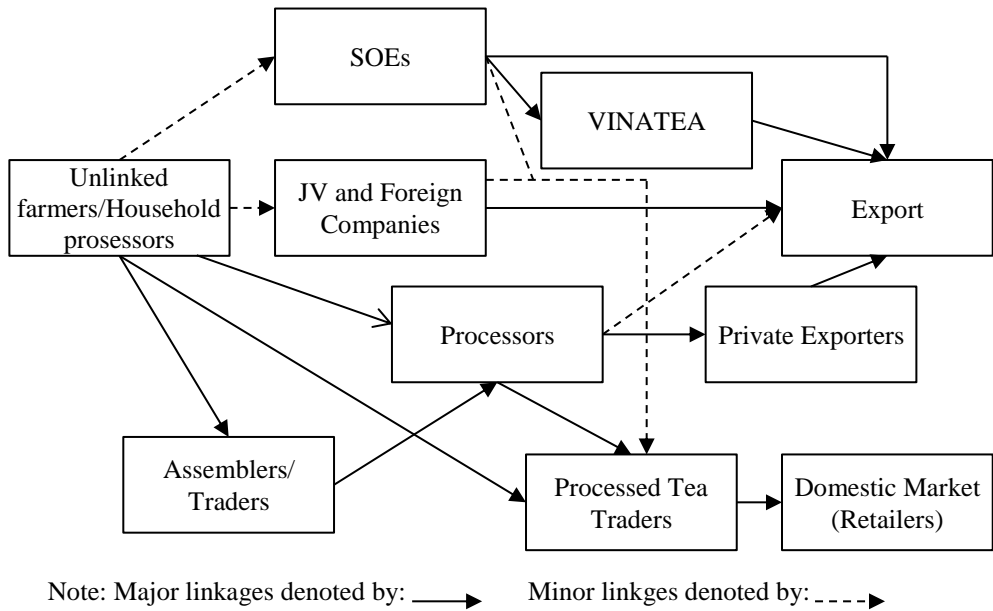 SOEs
VINATEA
Unlinked
farmers/Household
prosessors
JV and Foreign
Companies
Export
Processors
Private Exporters
Assemblers/
Traders
Processed Tea
Traders
Domestic Market
(Retailers)
Note: Major linkages denoted by:
Minor linkges denoted by: